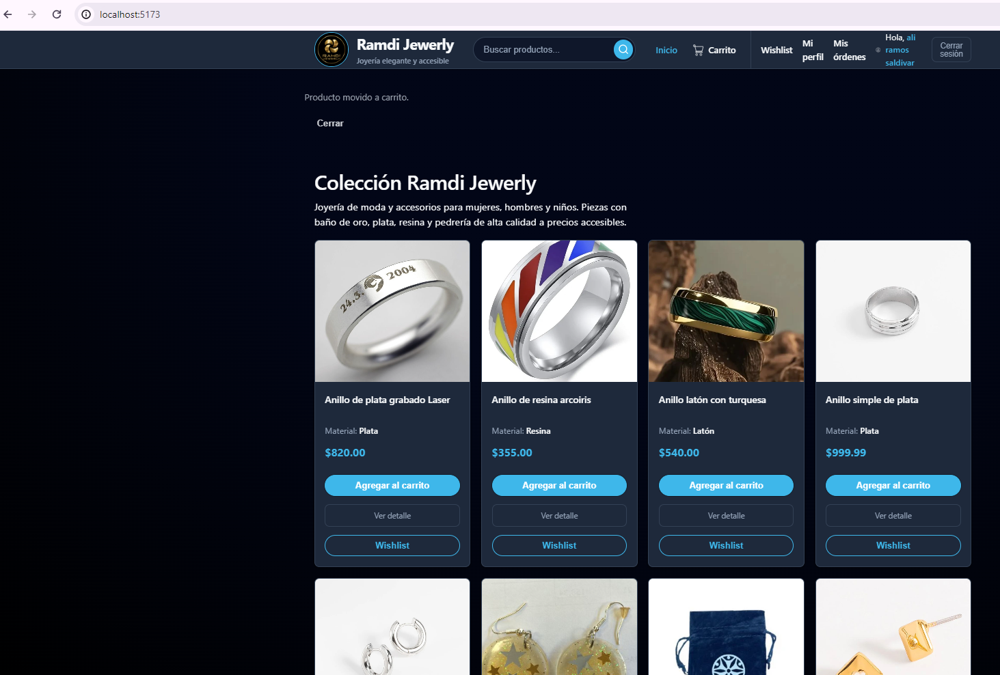 localhost:5173
RAMDI
Ramdi Jewerly
Joyería elegante y accesible
Buscar productos...
Inicio
Carrito
Wishlist
Mi
perfil
Mis
órdenes
Hola, ali
ramos
saldivar
Cerrar
sesión
Producto movido a carrito.
Cerrar
Colección Ramdi Jewerly
Joyería de moda y accesorios para mujeres, hombres y niños. Piezas con
baño de oro, plata, resina y pedrería de alta calidad a precios accesibles.
24.3. 2004
Anillo de plata grabado Laser
Material: Plata
$820.00
Agregar al carrito
Ver detalle
Wishlist
Anillo de resina arcoiris
Material: Resina
$355.00
Agregar al carrito
Ver detalle
Wishlist
Anillo latón con turquesa
Material: Latón
$540.00
Agregar al carrito
Ver detalle
Wishlist
Anillo simple de plata
Material: Plata
$999.99
Agregar al carrito
Ver detalle
Wishlist